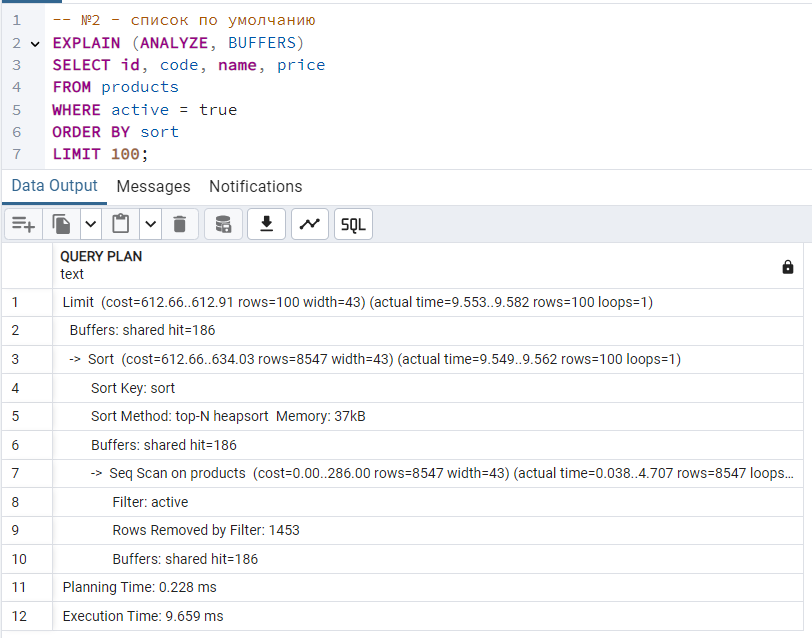 1 -- №2 - список по умолчанию
2 EXPLAIN (ANALYZE, BUFFERS)
3 SELECT id, code, name, price
4 FROM products
5 WHERE active = true
6 ORDER BY sort
7 LIMIT 100;
Data Output Messages Notifications
SQL
QUERY PLAN
text
1 Limit (cost=612.66..612.91 rows=100 width=43) (actual time=9.553..9.582 rows=100 loops=1)
2 Buffers: shared hit=186
3 -> Sort (cost=612.66..634.03 rows=8547 width=43) (actual time=9.549..9.562 rows=100 loops=1)
4 Sort Key: sort
5 Sort Method: top-N heapsort Memory: 37kB
6 Buffers: shared hit=186
7 -> Seq Scan on products (cost=0.00..286.00 rows=8547 width=43) (actual time=0.038..4.707 rows=8547 loops...
8 Filter: active
9 Rows Removed by Filter: 1453
10 Buffers: shared hit=186
11 Planning Time: 0.228 ms
12 Execution Time: 9.659 ms